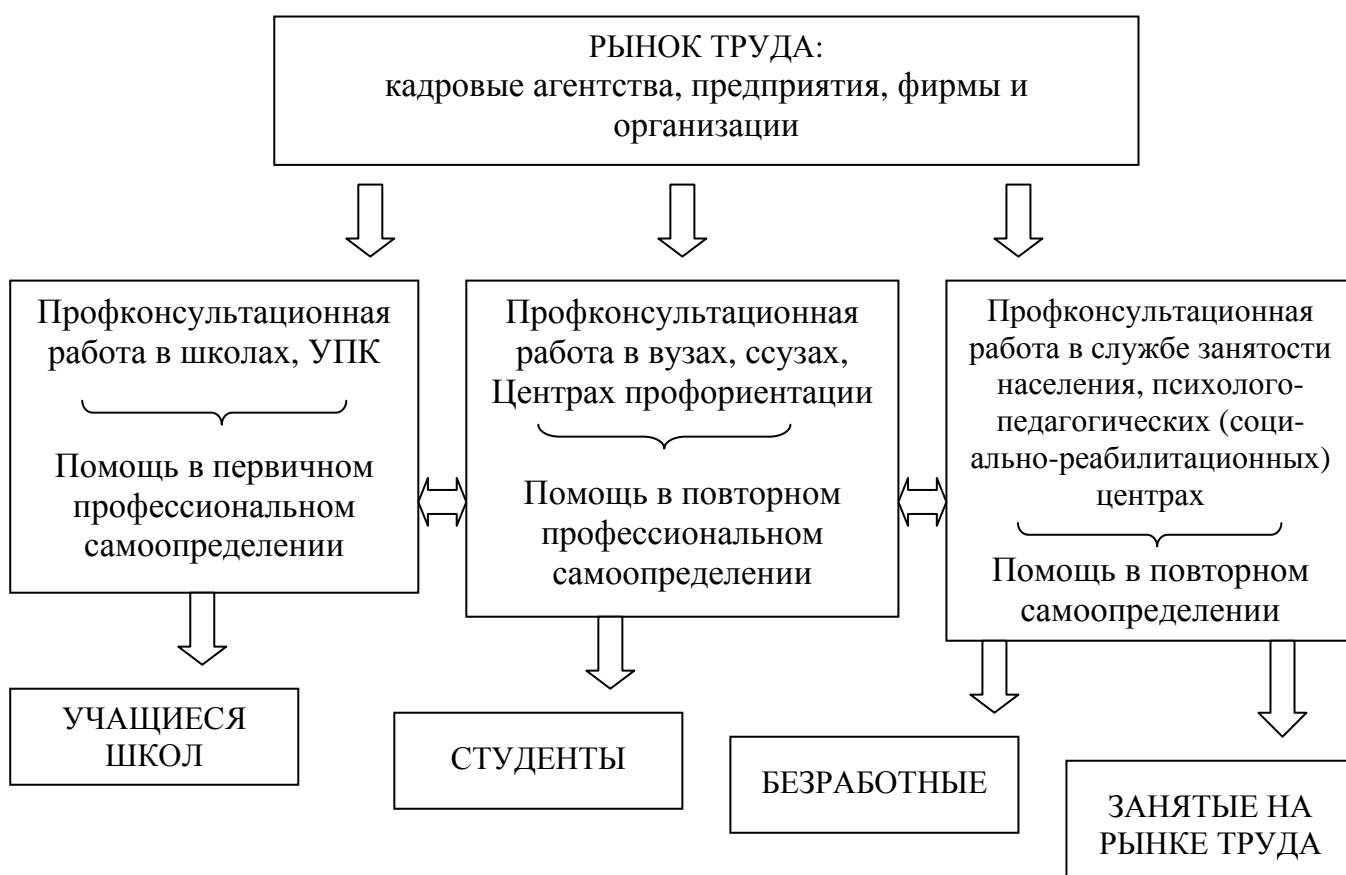 РЫНОК ТРУДА:
кадровые агентства, предприятия, фирмы и
организации
Профконсультационная
работа в школах, УПК
Помощь в первичном
профессиональном
самоопределении
Профконсультационная
работа в вузах, ссузах,
Центрах профориентации
Помощь в повторном
профессиональном
самоопределении
Профконсультационная
работа в службе занятости
населения, психолого-
педагогических (соци-
ально-реабилитационных)
центрах
Помощь в повторном
самоопределении
УЧАЩИЕСЯ
ШКОЛ
СТУДЕНТЫ
БЕЗРАБОТНЫЕ
ЗАНЯТЫЕ НА
РЫНКЕ ТРУДА